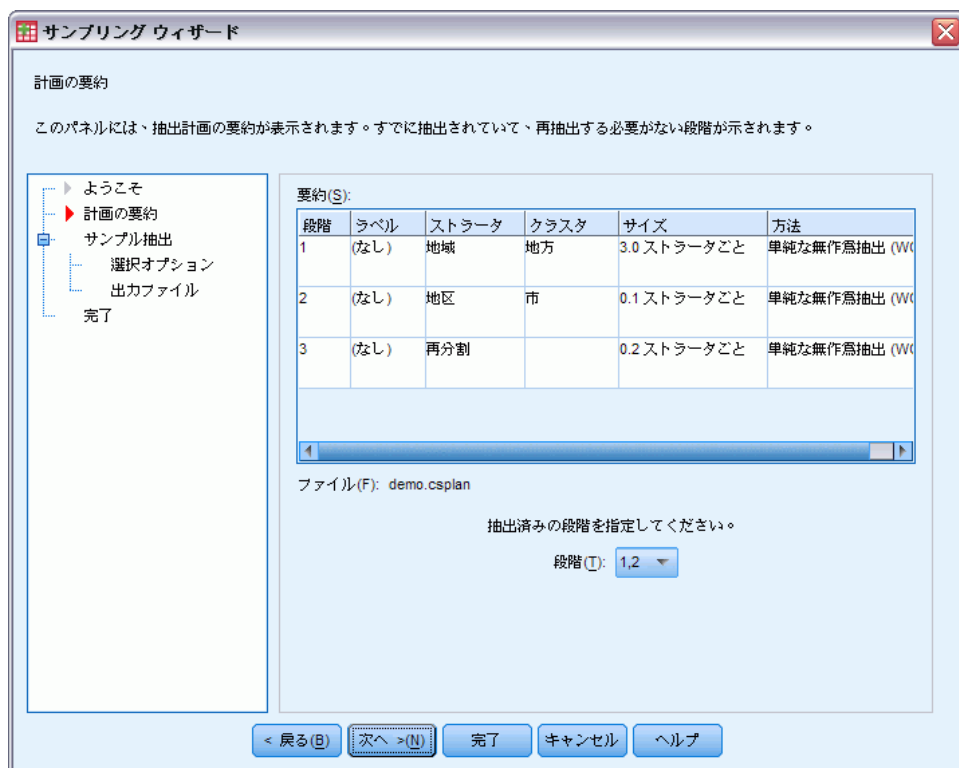 サンプリング ウィザード
計画の要約
このパネルには、抽出計画の要約が表示されます。すでに抽出されていて、再抽出する必要がない段階が示されます。
ようこそ
計画の要約
サンプル抽出
選択オプション
出力ファイル
完了
要約(S):
段階 ラベル ストラータ クラスタ サイズ 方法
1 (なし) 地域 地方 3.0 ストラータごと 単純な無作為抽出 (WO
2 (なし) 地区 市 0.1 ストラータごと 単純な無作為抽出 (WO
3 (なし) 再分割 0.2 ストラータごと 単純な無作為抽出 (WO
ファイル(F): demo.csplan
抽出済みの段階を指定してください。
段階(T): 1,2
< 戻る(B) 次へ >(N) 完了 キャンセル ヘルプ